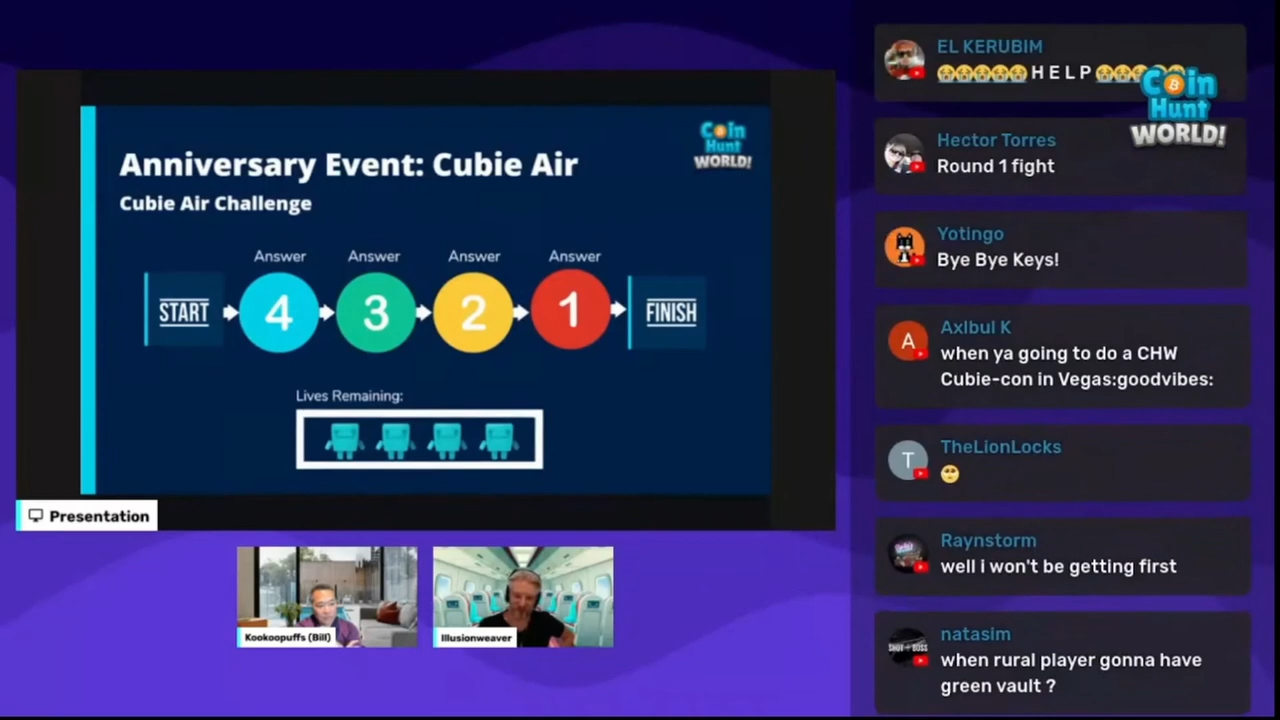 Coin
Hunt
WORLD!
Anniversary Event: Cubie Air
Cubie Air Challenge
Answer
Answer
Answer
Answer
START
4
3
2
1
FINISH
Lives Remaining:
Presentation
Kookoopuffs (Bill)
Illusionweaver
EL KERUBIM
😭😭😭😭😭 H E L P 😭😭😭😭😭
Coin
Hunt
WORLD!
Hector Torres
Round 1 fight
Yotingo
Bye Bye Keys!
A
Axlbul K
when ya going to do a CHW
Cubie-con in Vegas:goodvibes:
T
TheLionLocks
🥺
Raynstorm
well i won't be getting first
natasim
when rural player gonna have
green vault ?